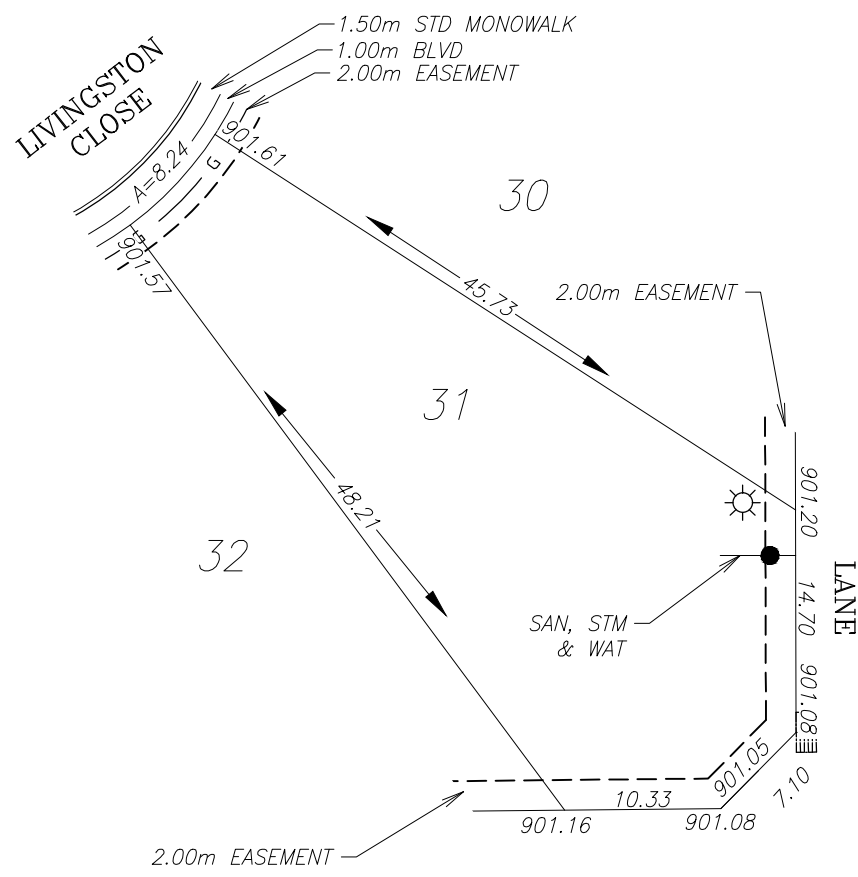 1.50m STD MONOWALK
1.00m BLVD
2.00m EASEMENT
LIVINGSTON
CLOSE
A=8.24
G
901.61
901.57
30
45.73
2.00m EASEMENT
31
48.21
32
901.20
LANE
SAN, STM
& WAT
14.70
901.08
901.05
7.10
10.33
901.16
901.08
2.00m EASEMENT